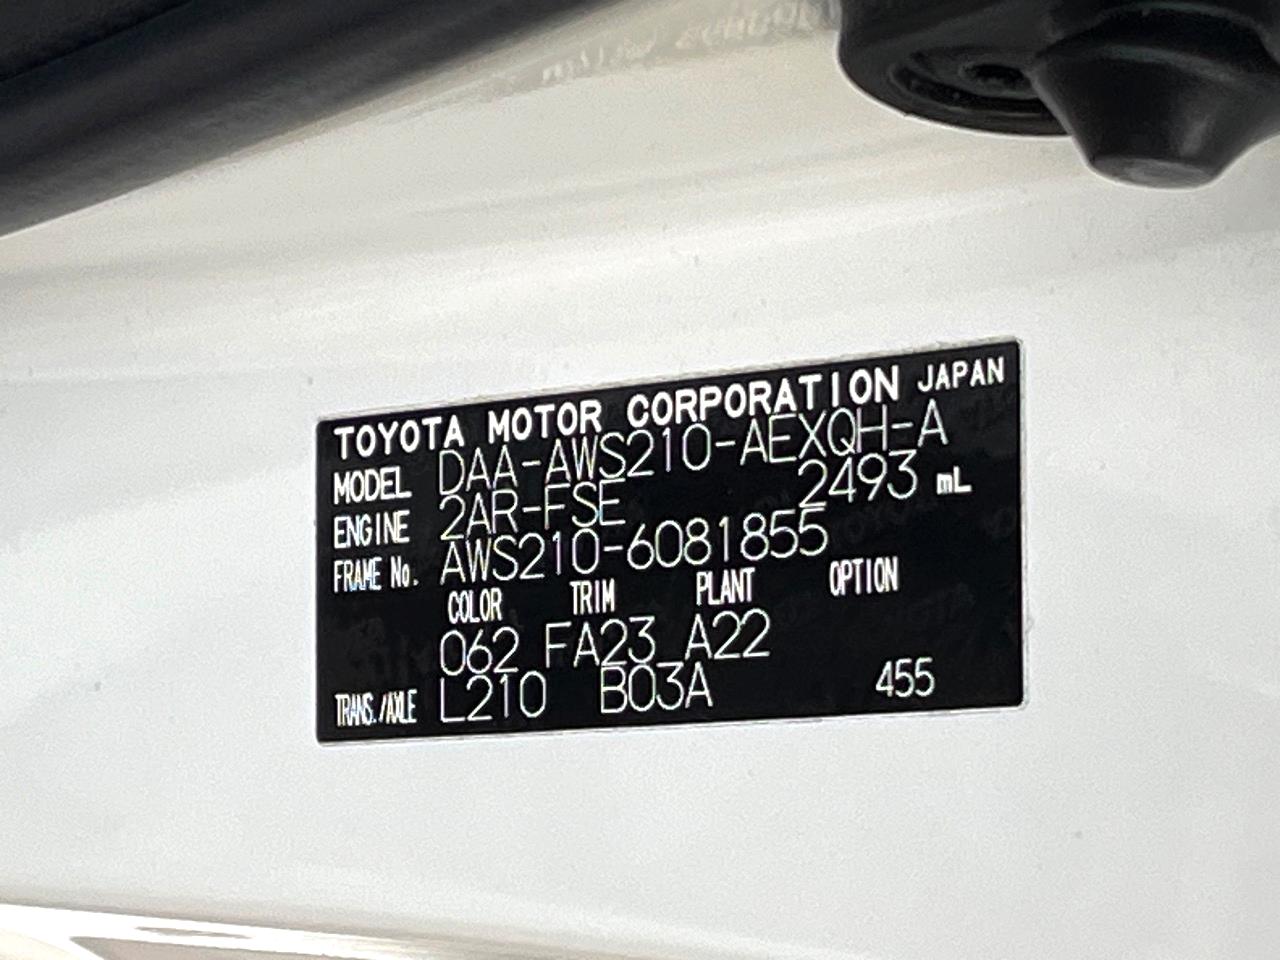 TOYOTA MOTOR CORPORATION JAPAN
MODEL DAA-AWS210-AEXQH-A
ENGINE 2AR-FSE 2493 mL
FRAME No. AWS210-6081855
COLOR TRIM PLANT OPTION
062 FA23 A22
TRANS./AXLE L210 B03A 455